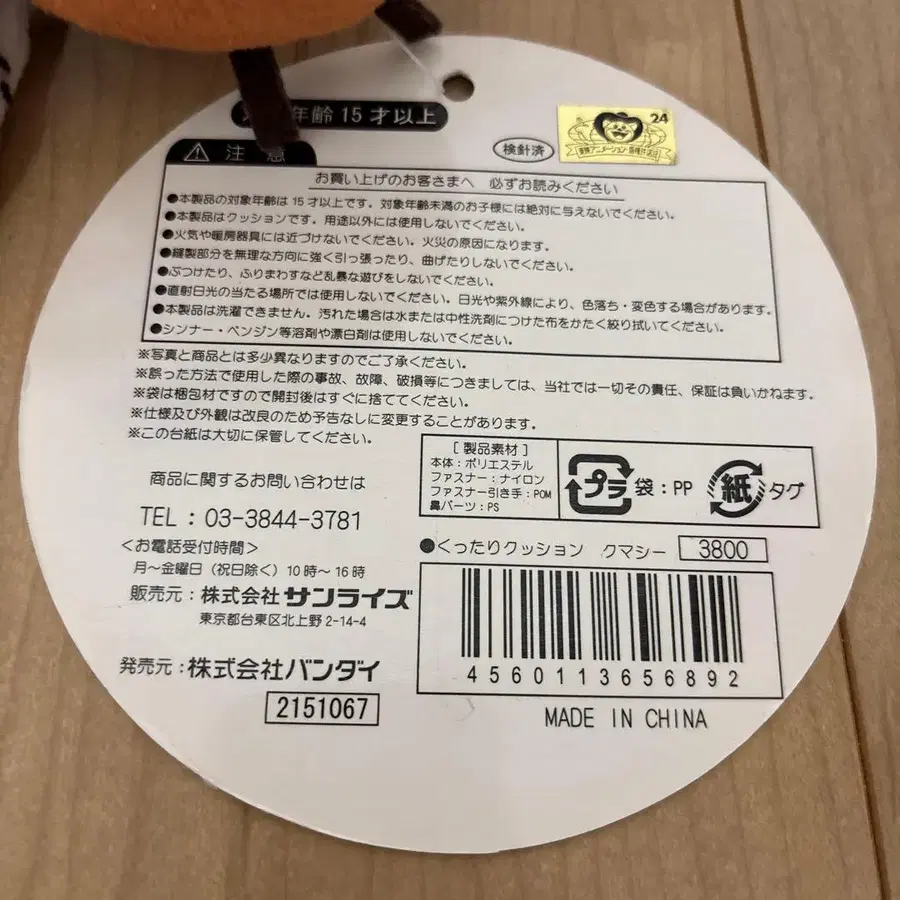 年齢 15 才以上
検針済
24
注意
お買い上げのお客さまへ 必ずお読みください
●本製品の対象年齢は 15 才以上です。対象年齢未満のお子様には絶対に与えないでください。
●本製品はクッションです。用途以外には使用しないでください。
●火気や暖房器具には近づけないでください。火災の原因になります。
●縫製部分を無理な方向に強く引っ張ったり、曲げたりしないでください。
●ぶつけたり、ふりまわすなど乱暴な遊びをしないでください。
●直射日光の当たる場所では使用しないでください。日光や紫外線により、色落ち・変色する場合があります。
●本製品は洗濯できません。汚れた場合は水または中性洗剤につけた布をかたく絞り拭いてください。
●シンナー・ベンジン等溶剤や漂白剤は使用しないでください。
※写真と商品とは多少異なりますのでご了承ください。
※誤った方法で使用した際の事故、故障、破損等につきましては、当社では一切その責任、保証は負いかねます。
※袋は梱包材ですので開封後はすぐに捨ててください。
※仕様及び外観は改良のため予告なしに変更することがあります。
※この台紙は大切に保管してください。
[ 製品素材 ]
本体：ポリエステル
ファスナー：ナイロン
ファスナー引き手：POM
鼻パーツ：PS
プラ 袋：PP
紙 タグ
商品に関するお問い合わせは
TEL：03-3844-3781
＜お電話受付時間＞
月～金曜日（祝日除く）10 時～ 16 時
販売元：株式会社サンライズ
東京都台東区北上野 2-14-4
発売元：株式会社バンダイ
2151067
●くったりクッション クマシー 3800
4560113656892
MADE IN CHINA